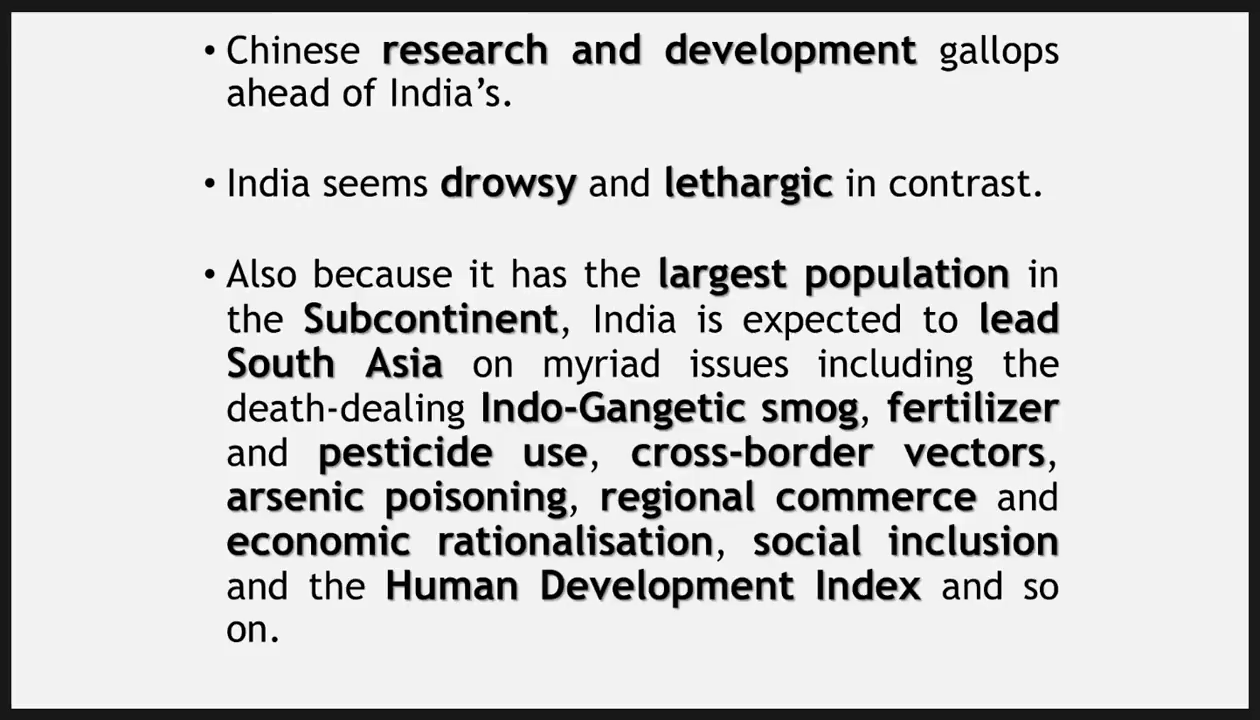 • Chinese research and development gallops
ahead of India’s.
• India seems drowsy and lethargic in contrast.
• Also because it has the largest population in
the Subcontinent, India is expected to lead
South Asia on myriad issues including the
death-dealing Indo-Gangetic smog, fertilizer
and pesticide use, cross-border vectors,
arsenic poisoning, regional commerce and
economic rationalisation, social inclusion
and the Human Development Index and so
on.